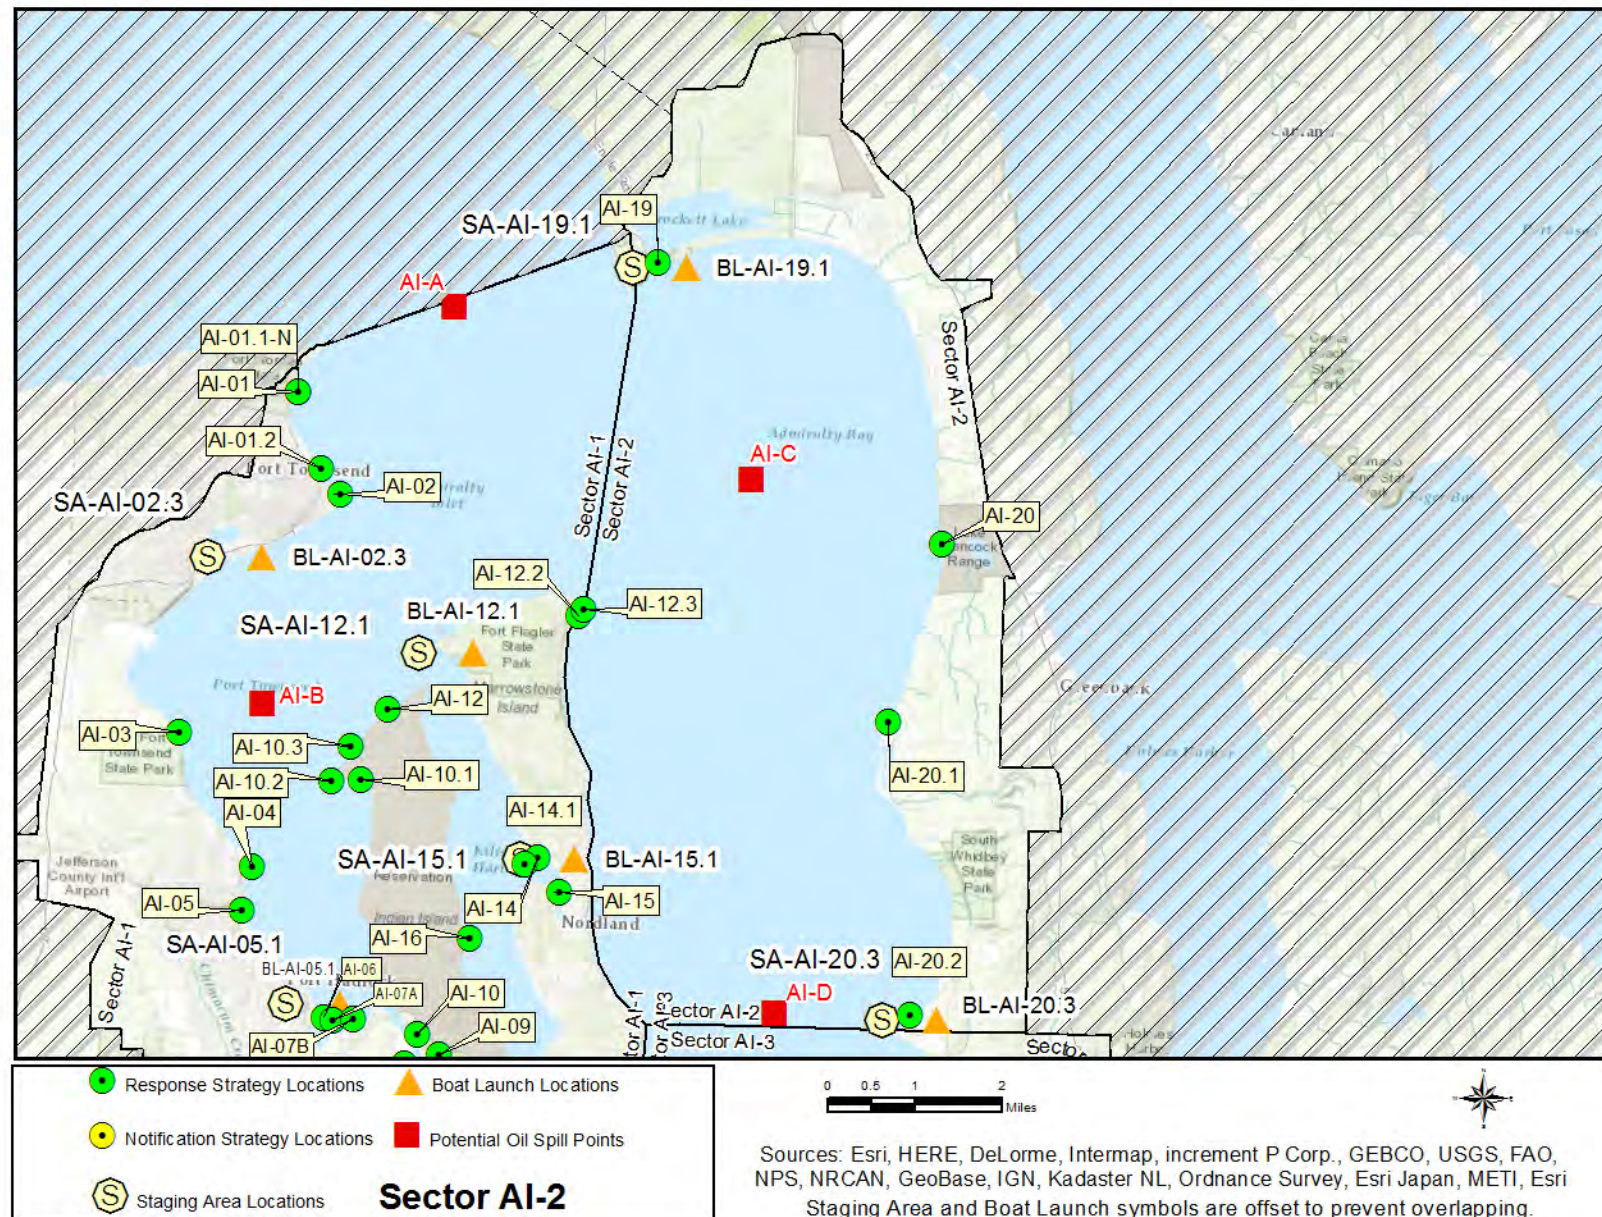 AI-19
SA-AI-19.1
BL-AI-19.1
AI-A
AI-01.1-N
AI-01
AI-01.2
AI-02
SA-AI-02.3
BL-AI-02.3
Sector AI-1
Sector AI-2
Sector AI-2
Admiralty Bay
AI-C
AI-20
Range
AI-12.2
AI-12.3
BL-AI-12.1
SA-AI-12.1
Fort Flagler
State
Park
Marrowstone
Island
AI-B
AI-12
AI-03
Townsend
State Park
AI-10.3
AI-10.2
AI-10.1
AI-04
AI-14.1
AI-20.1
Greenbank
South
Whidbey
State
Park
Jefferson
County Int'l
Airport
SA-AI-15.1
BL-AI-15.1
Reservation
AI-05
AI-14
AI-15
Nordland
Indian Island
AI-16
SA-AI-05.1
Sector AI-1
BL-AI-05.1
AI-06
AI-07A
AI-07B
AI-10
AI-09
SA-AI-20.3
AI-20.2
AI-D
BL-AI-20.3
Sector AI-3
Response Strategy Locations
Boat Launch Locations
Notification Strategy Locations
Potential Oil Spill Points
Staging Area Locations
Sector AI-2
0 0.5 1 2
Miles
Sources: Esri, HERE, DeLorme, Intermap, increment P Corp., GEBCO, USGS, FAO,
NPS, NRCAN, GeoBase, IGN, Kadaster NL, Ordnance Survey, Esri Japan, METI, Esri
Staging Area and Boat Launch symbols are offset to prevent overlapping.